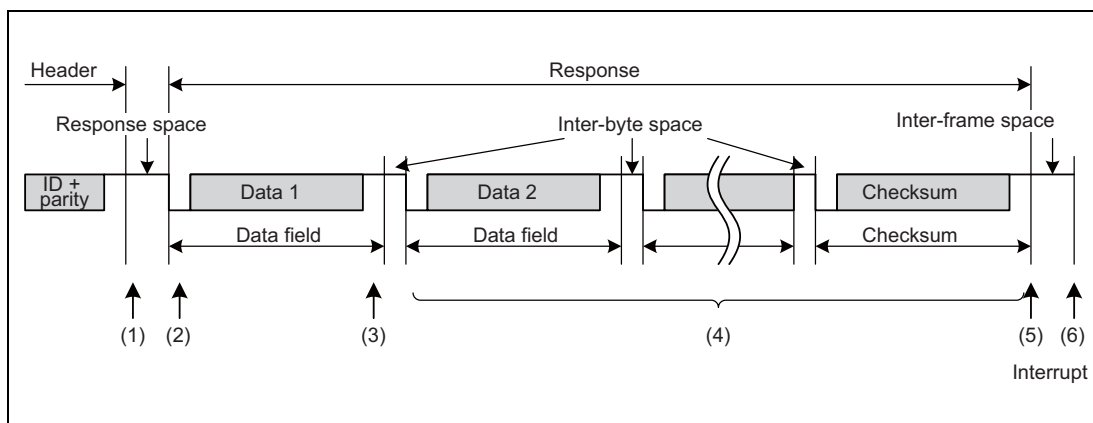 Header
Response
Response space
Inter-byte space
Inter-frame space
ID +
parity
Data 1
Data 2
Checksum
Data field
Data field
Checksum
(1)
(2)
(3)
(4)
(5)
(6)
Interrupt